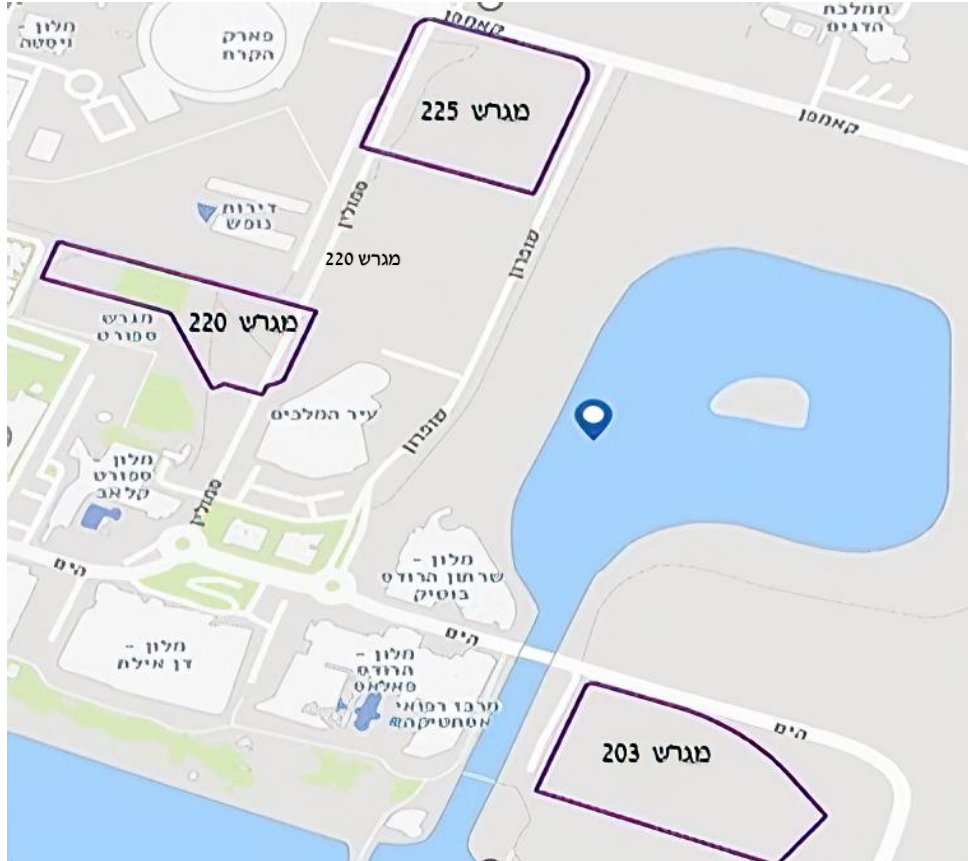 קאמפן
ממלכת
הדגים
מלון -
ויסטה
פארק
הקרח
מגרש 225
קאמפן
סמולין
דירות
נופש
שופרון
מגרש 220
מגרש
ספורט
מגרש 220
עיר המלכים
שופרון
מלון
ספורט
קלאב
סמולין
הים
מלון -
שרתון הרודס
בוטיק
הים
מלון -
דן אילת
מלון -
הרודס
פאלאס
מרכז רפואי
אסתטיקה
הים
מגרש 203